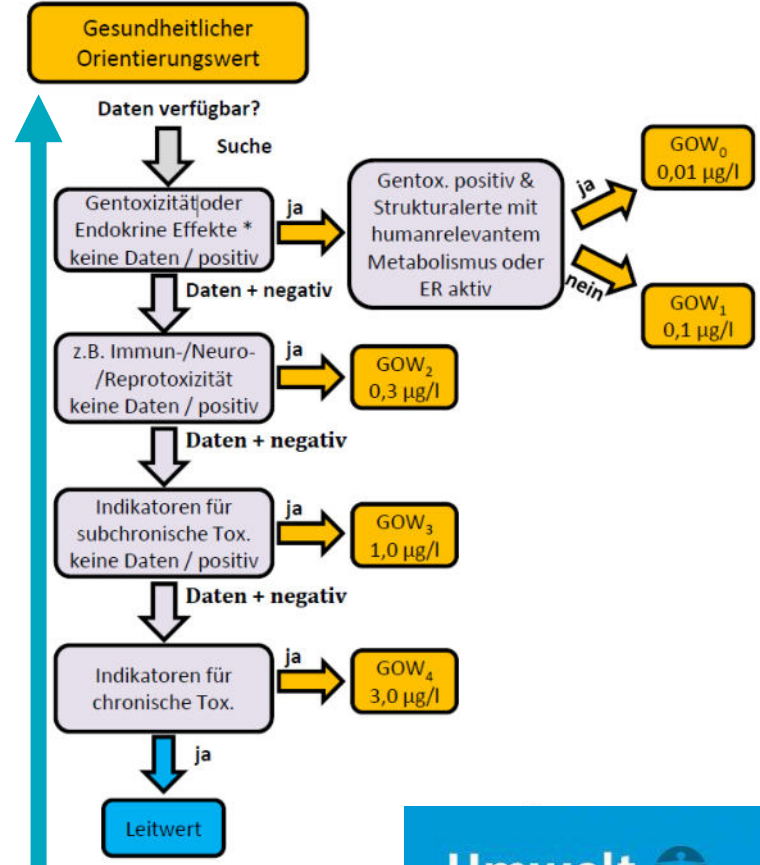 Gesundheitlicher
Orientierungswert
Daten verfügbar?
Suche
Gentoxizität oder
Endokrine Effekte *
keine Daten / positiv
ja
Gentox. positiv &
Strukturalerte mit
humanrelevantem
Metabolismus oder
ER aktiv
ja
GOW₀
0,01 µg/l
nein
GOW₁
0,1 µg/l
Daten + negativ
z.B. Immun-/Neuro-
/Reprotoxizität
keine Daten / positiv
ja
GOW₂
0,3 µg/l
Daten + negativ
Indikatoren für
subchronische Tox.
keine Daten / positiv
ja
GOW₃
1,0 µg/l
Daten + negativ
Indikatoren für
chronische Tox.
ja
GOW₄
3,0 µg/l
ja
Leitwert
Umwelt